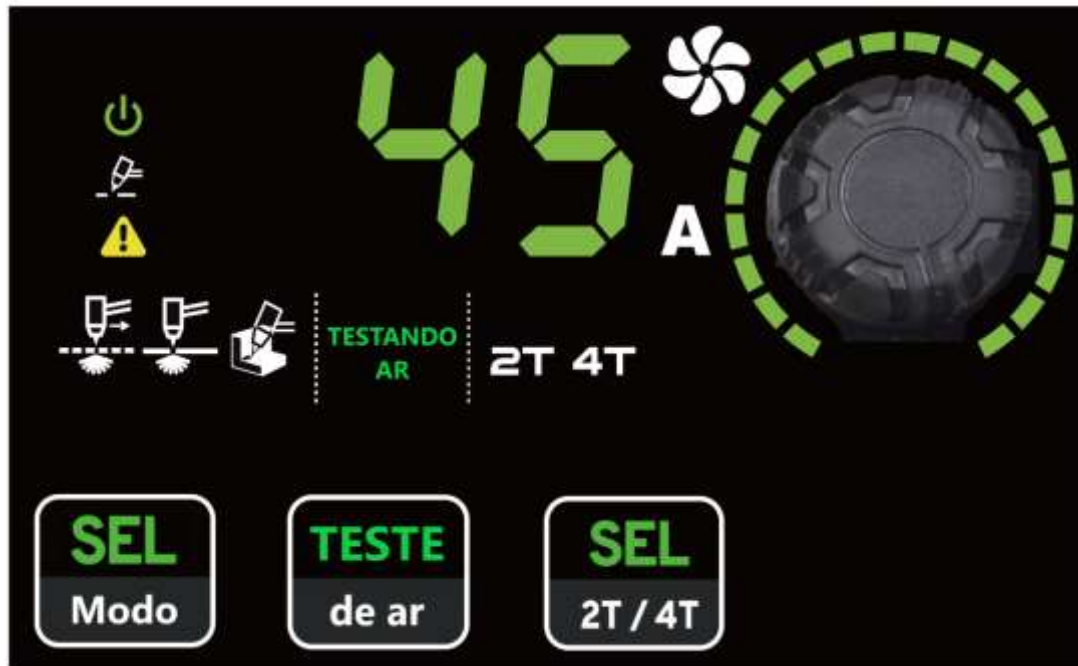 45
A
TESTANDO
AR
2T 4T
SEL
Modo
TESTE
de ar
SEL
2T / 4T